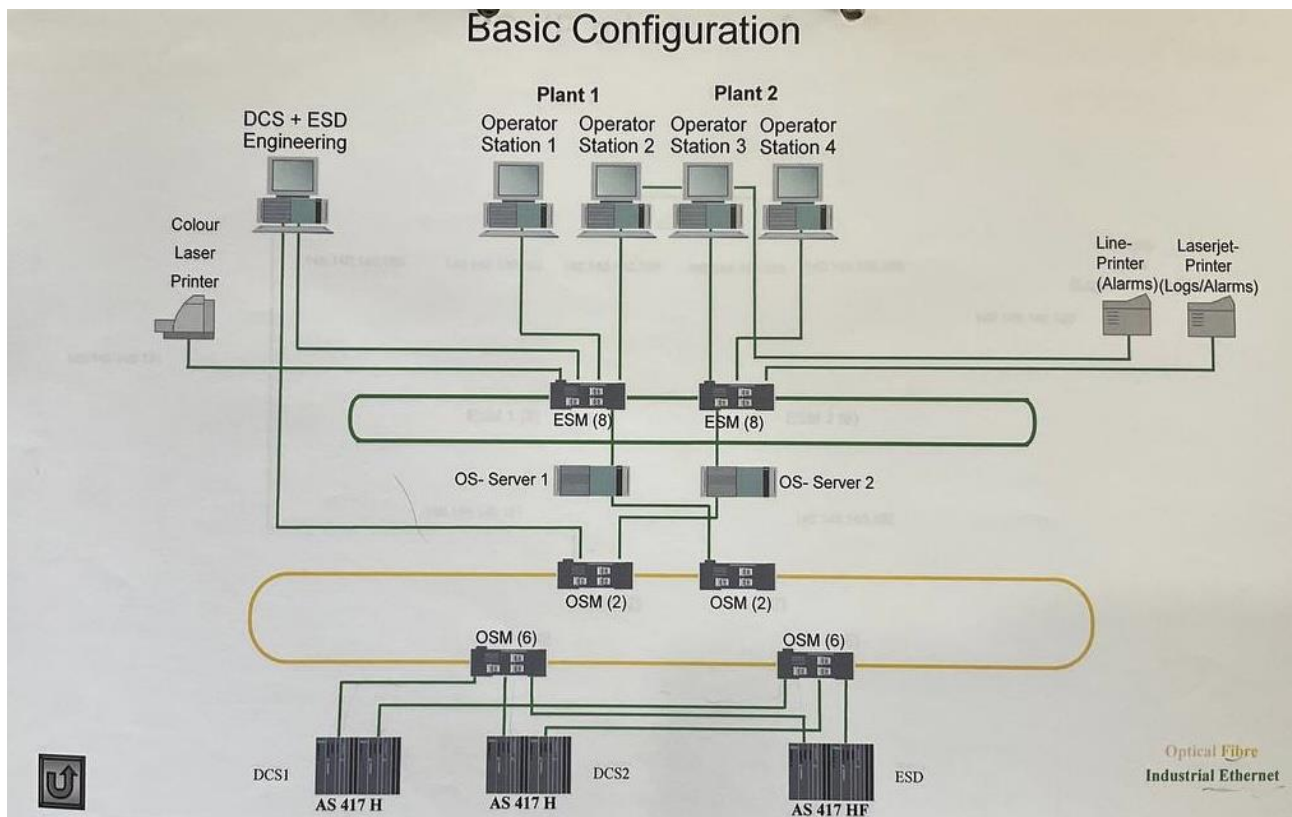 Basic Configuration
Plant 1
Plant 2
DCS + ESD
Engineering
Operator
Station 1
Operator
Station 2
Operator
Station 3
Operator
Station 4
Colour
Laser
Printer
Line-
Printer
(Alarms)
Laserjet-
Printer
(Logs/Alarms)
ESM (8)
ESM (8)
OS- Server 1
OS- Server 2
OSM (2)
OSM (2)
OSM (6)
OSM (6)
DCS1
AS 417 H
DCS2
AS 417 H
ESD
AS 417 HF
Optical Fibre
Industrial Ethernet